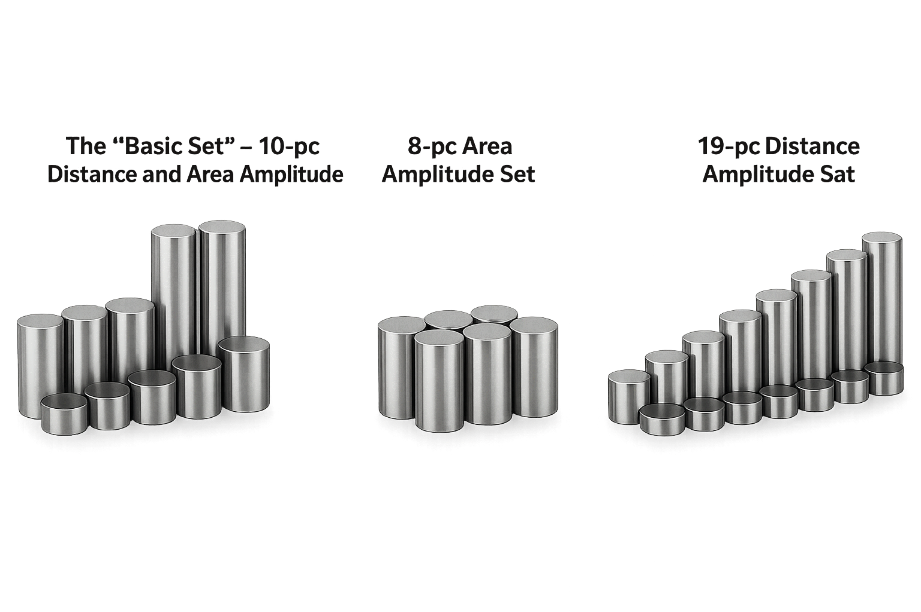 The “Basic Set” – 10-pc
Distance and Area Amplitude
8-pc Area
Amplitude Set
19-pc Distance
Amplitude Sat